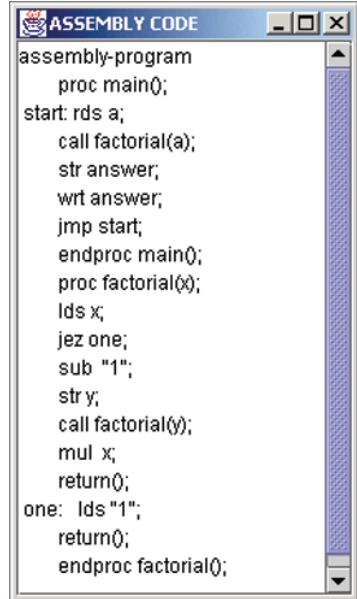 ASSEMBLY CODE
assembly-program
proc main();
start: rds a;
call factorial(a);
str answer;
wrt answer;
jmp start;
endproc main();
proc factorial(x);
lds x;
jez one;
sub "1";
str y;
call factorial(y);
mul x;
return();
one: lds "1";
return();
endproc factorial();